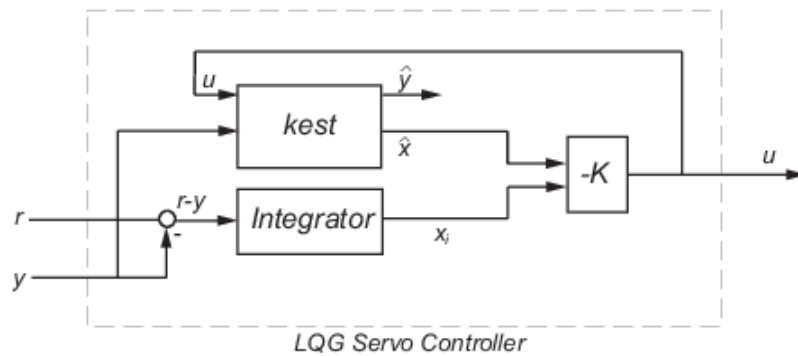 u
ŷ
kest
x̂
u
-K
r
r-y
-
Integrator
xᵢ
y
LQG Servo Controller